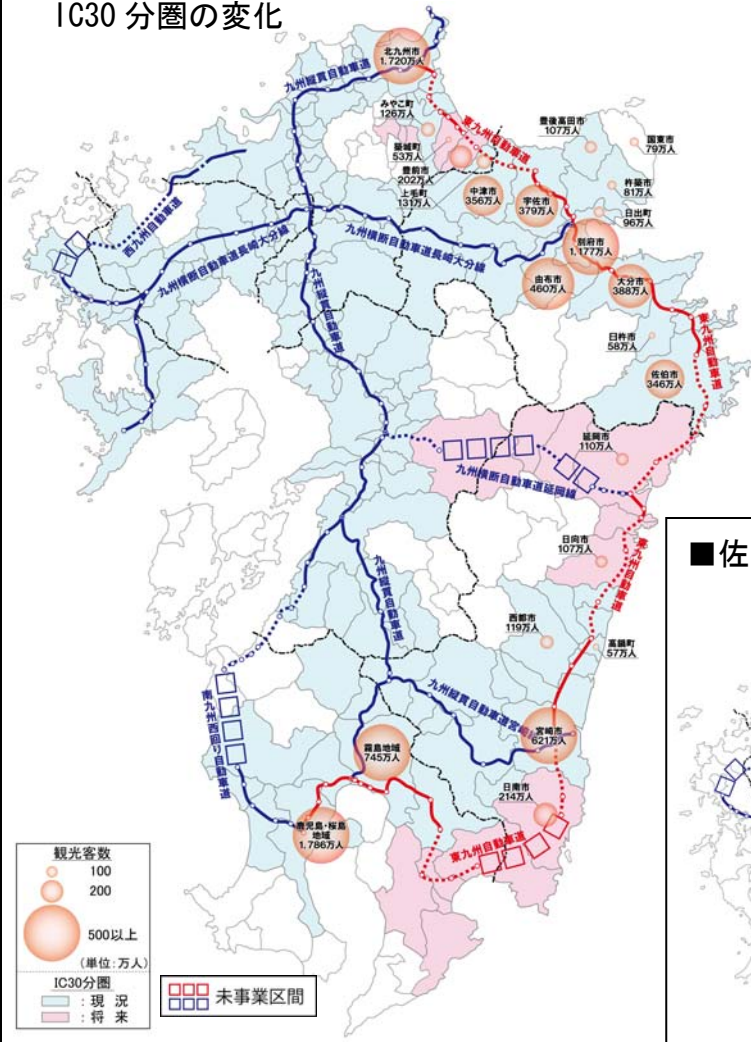 IC30 分圏の変化
北九州市
1,720万人
九州縦貫自動車道
みやこ町
126万人
東九州自動車道
豊後高田市
107万人
国東市
79万人
築城町
53万人
豊前市
202万人
上毛町
131万人
中津市
356万人
宇佐市
379万人
杵築市
81万人
日出町
96万人
西九州自動車道
九州横断自動車道長崎大分線
九州横断自動車道長崎大分線
別府市
1,177万人
由布市
460万人
大分市
388万人
九州縦貫自動車道
東九州自動車道
臼杵市
58万人
佐伯市
346万人
延岡市
110万人
九州横断自動車道延岡線
日向市
107万人
東九州自動車道
■佐
九州縦貫自動車道
西都市
119万人
高鍋町
57万人
南九州西回り自動車道
九州縦貫自動車道宮崎線
宮崎市
621万人
霧島地域
745万人
日南市
214万人
鹿児島・桜島
地域
1,786万人
東九州自動車道
観光客数
100
200
500以上
(単位:万人)
IC30分圏
:現 況
:将 来
未事業区間